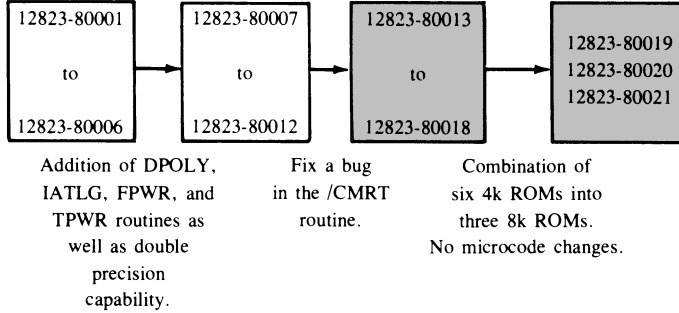 12823-80001
to
12823-80006
12823-80007
to
12823-80012
12823-80013
to
12823-80018
12823-80019
12823-80020
12823-80021
Addition of DPOLY,
IATLG, FPWR, and
TPWR routines as
well as double
precision
capability.
Fix a bug
in the /CMRT
routine.
Combination of
six 4k ROMs into
three 8k ROMs.
No microcode changes.